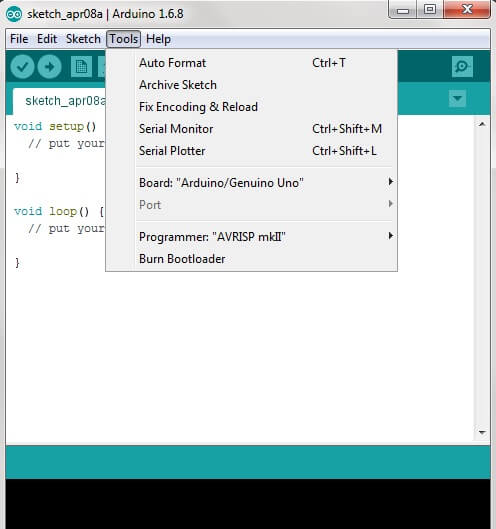 sketch_apr08a | Arduino 1.6.8
File Edit Sketch Tools Help
sketch_apr08a
Auto Format Ctrl+T
Archive Sketch
Fix Encoding & Reload
Serial Monitor Ctrl+Shift+M
Serial Plotter Ctrl+Shift+L
Board: "Arduino/Genuino Uno"
Port
Programmer: "AVRISP mkII"
Burn Bootloader
void setup()
// put your
}
void loop() {
// put your
}